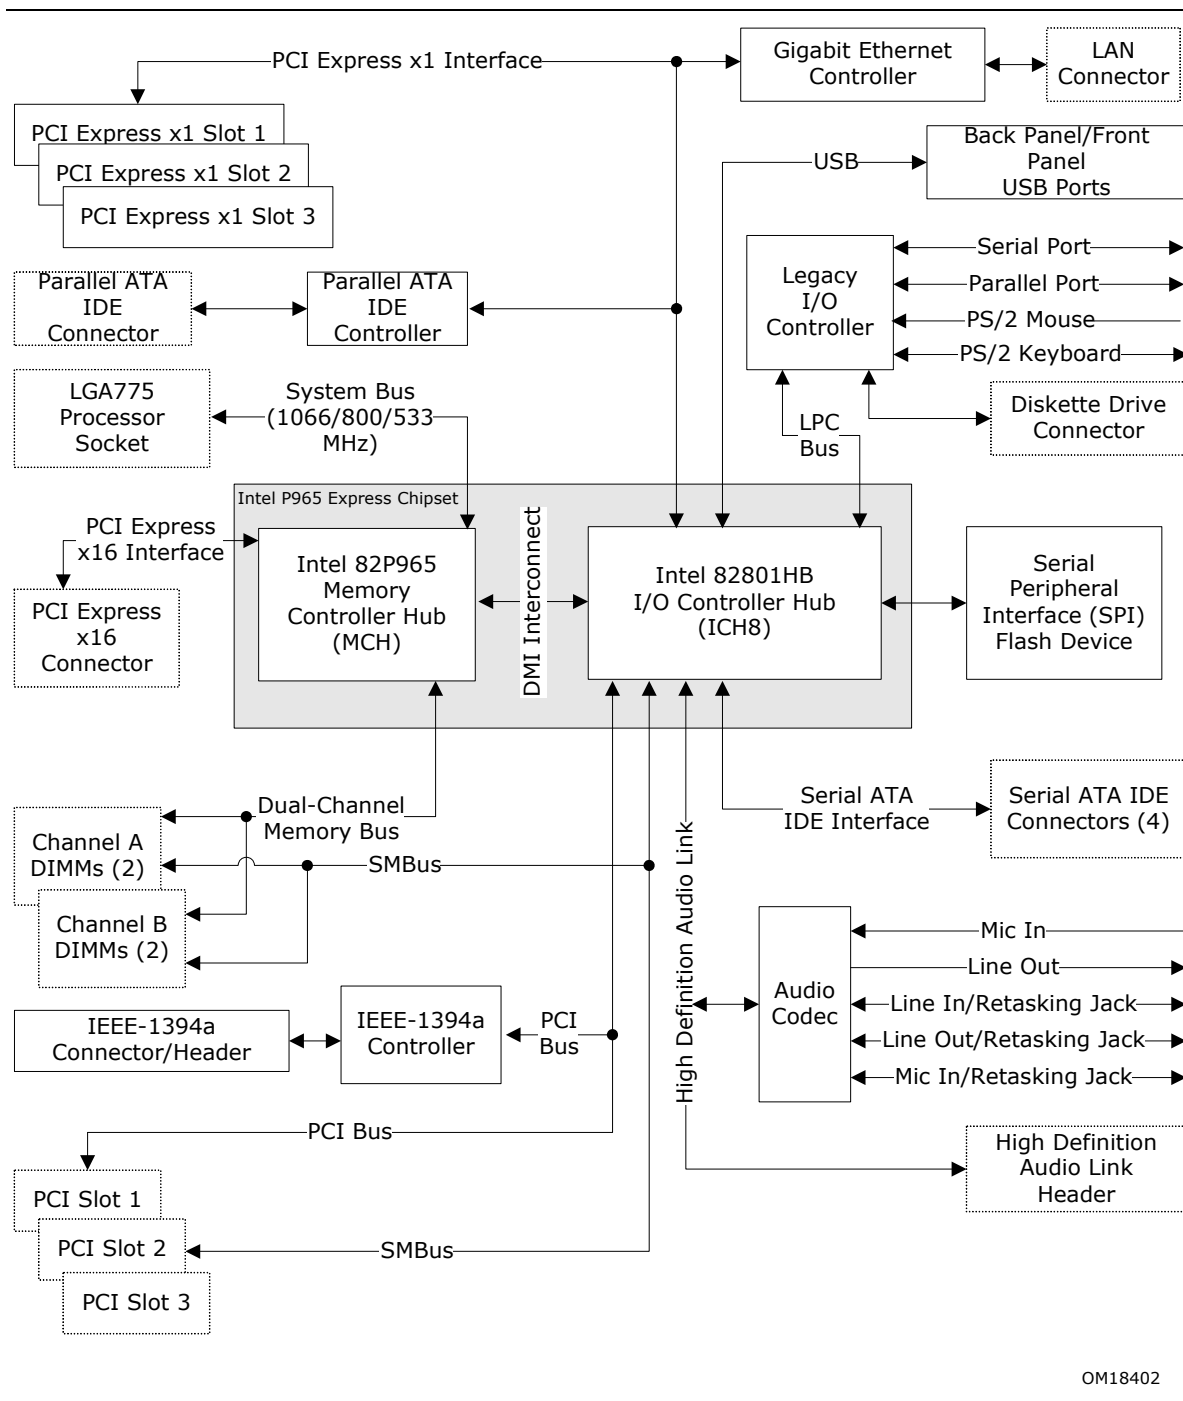 PCI Express x1 Interface
Gigabit Ethernet
Controller
LAN
Connector
PCI Express x1 Slot 1
PCI Express x1 Slot 2
PCI Express x1 Slot 3
USB
Back Panel/Front
Panel
USB Ports
Legacy
I/O
Controller
Serial Port
Parallel Port
PS/2 Mouse
PS/2 Keyboard
Parallel ATA
IDE
Connector
Parallel ATA
IDE
Controller
LGA775
Processor
Socket
System Bus
(1066/800/533
MHz)
LPC
Bus
Diskette Drive
Connector
Intel P965 Express Chipset
PCI Express
x16 Interface
PCI Express
x16
Connector
Intel 82P965
Memory
Controller Hub
(MCH)
DMI Interconnect
Intel 82801HB
I/O Controller Hub
(ICH8)
Serial
Peripheral
Interface (SPI)
Flash Device
Dual-Channel
Memory Bus
Channel A
DIMMs (2)
SMBus
Channel B
DIMMs (2)
Serial ATA
IDE Interface
Serial ATA IDE
Connectors (4)
High Definition Audio Link
Audio
Codec
Mic In
Line Out
Line In/Retasking Jack
Line Out/Retasking Jack
Mic In/Retasking Jack
IEEE-1394a
Connector/Header
IEEE-1394a
Controller
PCI
Bus
PCI Bus
High Definition
Audio Link
Header
PCI Slot 1
PCI Slot 2
PCI Slot 3
SMBus
OM18402